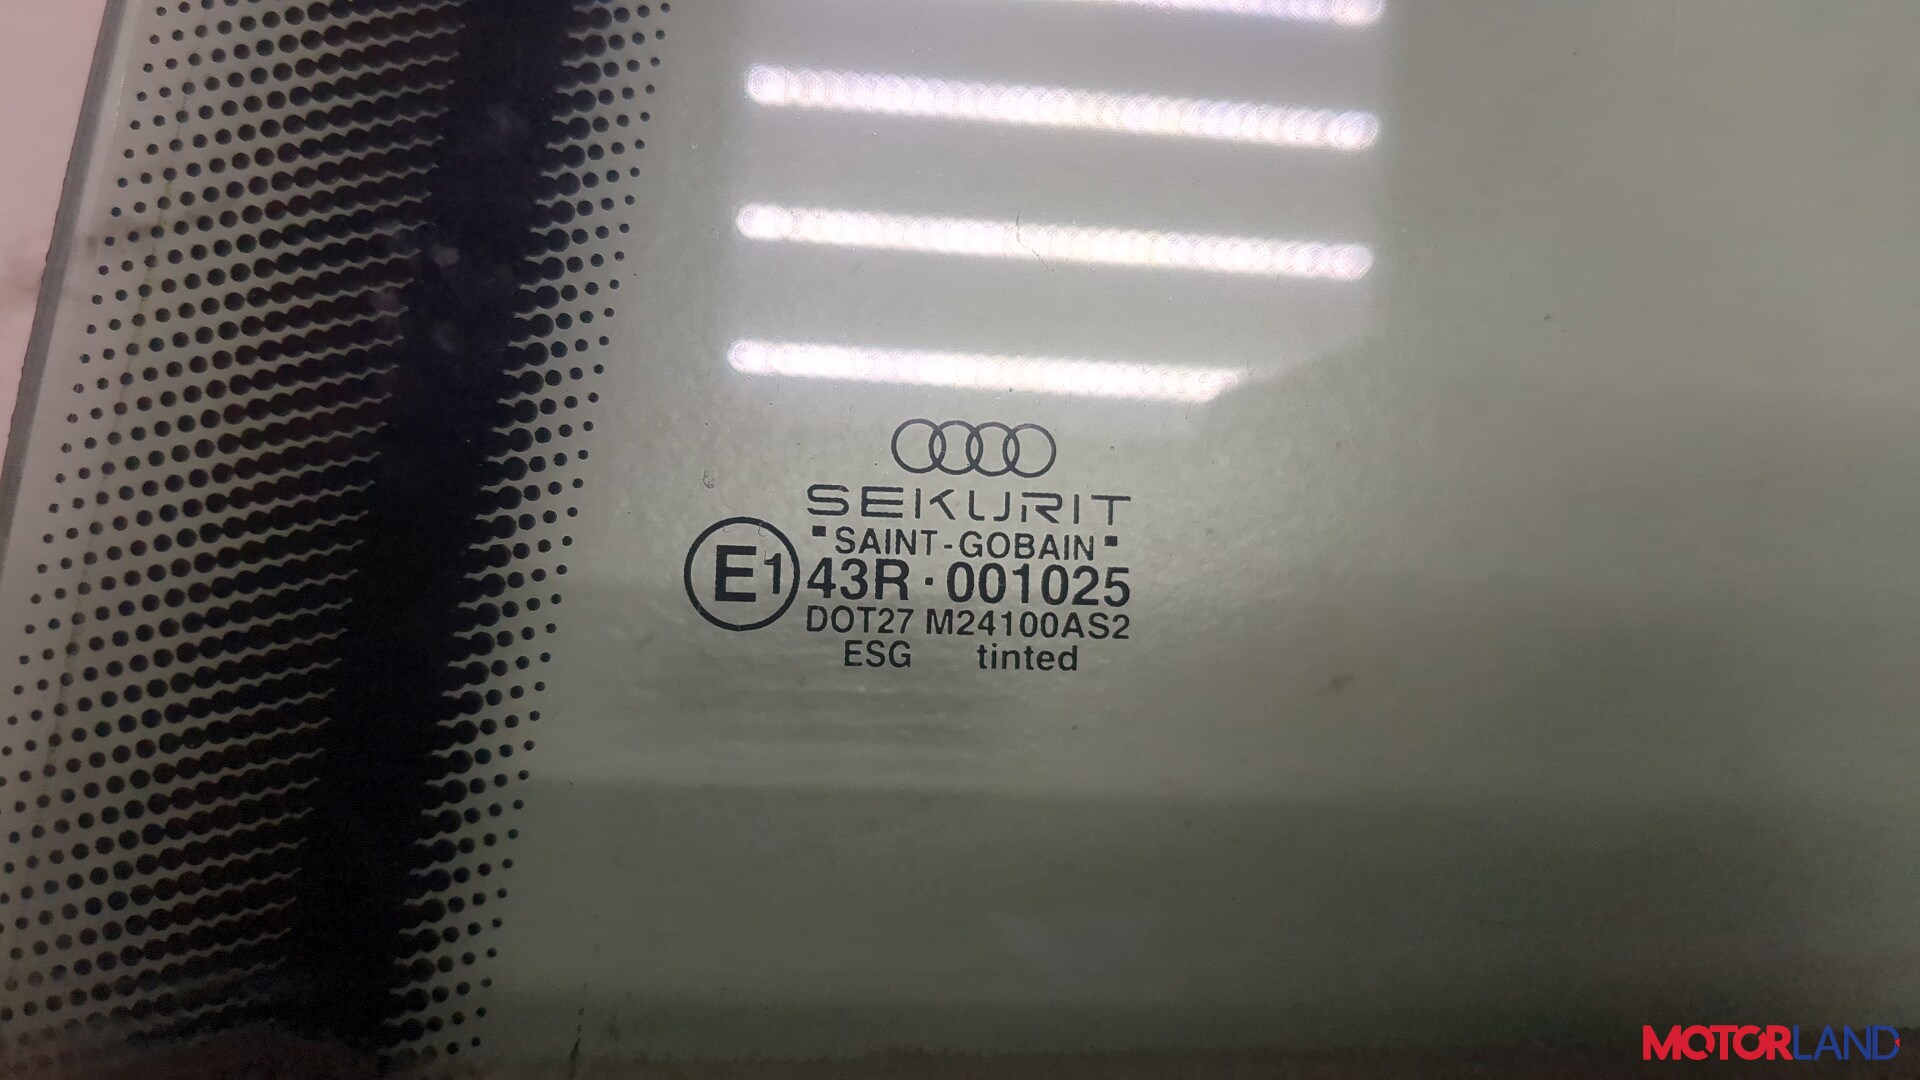 SEKURIT
"SAINT-GOBAIN"
E1 43R·001025
DOT27 M24100AS2
ESG tinted
MOTORLAND